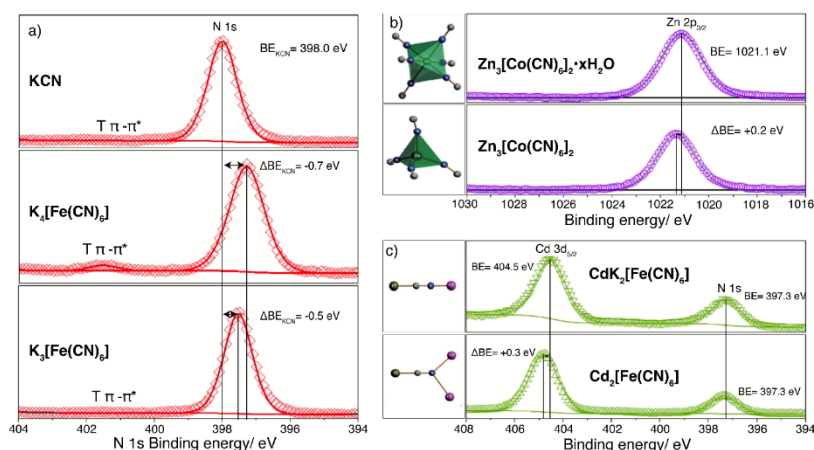 a)
N 1s
BE_KCN = 398.0 eV
KCN
T π -π*
ΔBE_KCN = -0.7 eV
K₄[Fe(CN)₆]
T π -π*
ΔBE_KCN = -0.5 eV
K₃[Fe(CN)₆]
T π -π*
404 402 400 398 396 394
N 1s Binding energy/ eV
b)
Zn 2p₃/₂
BE= 1021.1 eV
Zn₃[Co(CN)₆]₂·xH₂O
ΔBE= +0.2 eV
Zn₃[Co(CN)₆]₂
1030 1028 1026 1024 1022 1020 1018 1016
Binding energy/ eV
c)
Cd 3d₅/₂
BE= 404.5 eV
CdK₂[Fe(CN)₆]
N 1s
BE= 397.3 eV
ΔBE= +0.3 eV
Cd₂[Fe(CN)₆]
BE= 397.3 eV
406 404 402 400 398 396 394
Binding energy/ eV